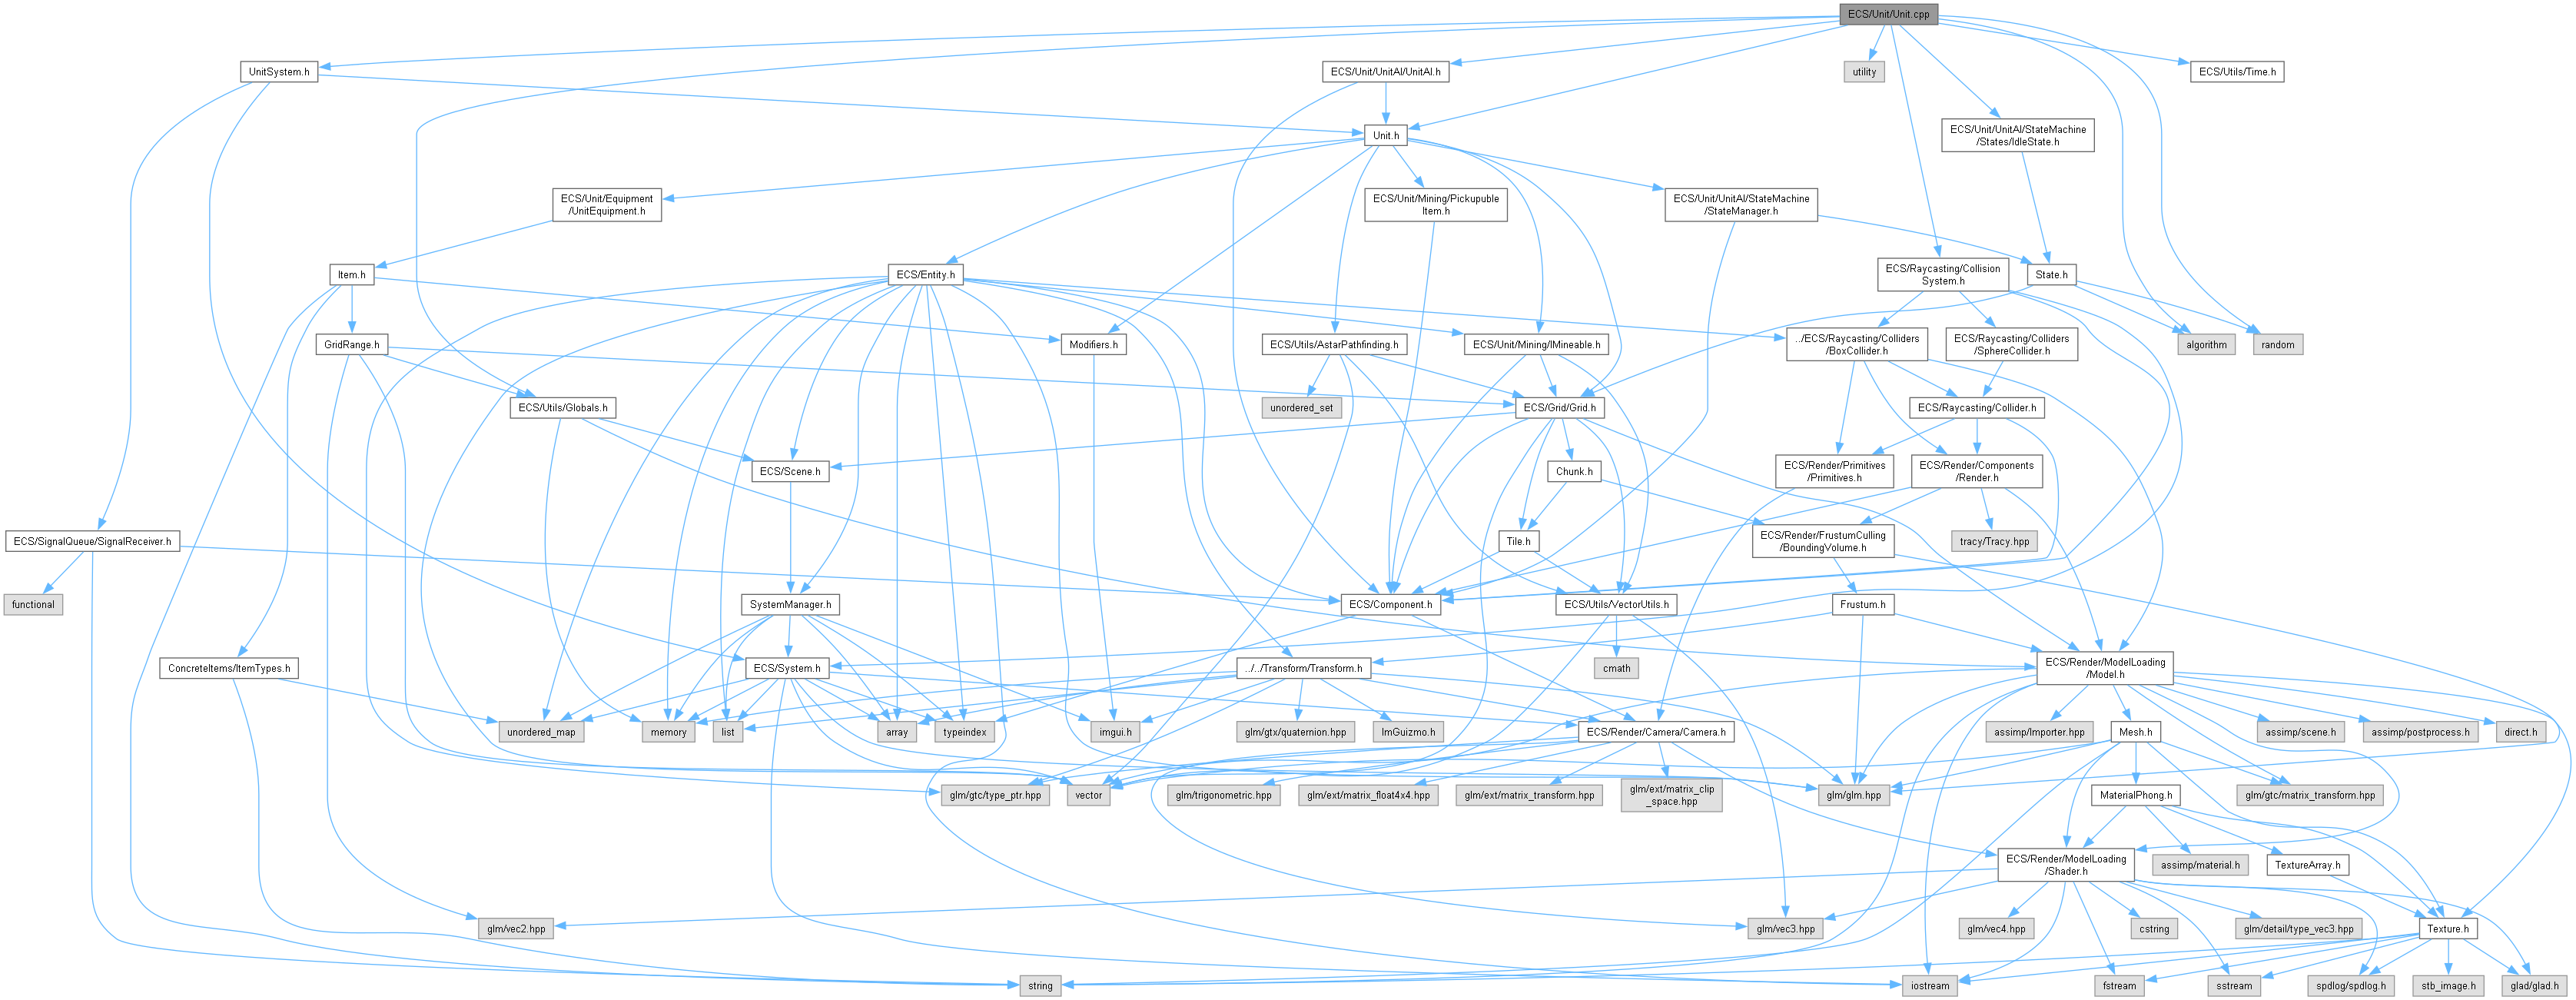 ECS/Unit/Unit.cpp
UnitSystem.h
ECS/Unit/UnitAI/UnitAI.h
utility
ECS/Utils/Time.h
Unit.h
ECS/Unit/UnitAI/StateMachine
/States/IdleState.h
ECS/Unit/Equipment
/UnitEquipment.h
ECS/Unit/Mining/Pickupuble
Item.h
ECS/Unit/UnitAI/StateMachine
/StateManager.h
Item.h
ECS/Entity.h
ECS/Raycasting/Collision
System.h
State.h
GridRange.h
Modifiers.h
ECS/Utils/AstarPathfinding.h
ECS/Unit/Mining/IMineable.h
../ECS/Raycasting/Colliders
/BoxCollider.h
ECS/Raycasting/Colliders
/SphereCollider.h
algorithm
random
ECS/Utils/Globals.h
unordered_set
ECS/Grid/Grid.h
ECS/Raycasting/Collider.h
ECS/Scene.h
Chunk.h
ECS/Render/Primitives
/Primitives.h
ECS/Render/Components
/Render.h
ECS/SignalQueue/SignalReceiver.h
Tile.h
ECS/Render/FrustumCulling
/BoundingVolume.h
tracy/Tracy.hpp
functional
SystemManager.h
ECS/Component.h
ECS/Utils/VectorUtils.h
Frustum.h
ConcreteItems/ItemTypes.h
ECS/System.h
../../Transform/Transform.h
cmath
ECS/Render/ModelLoading
/Model.h
unordered_map
memory
list
array
typeindex
imgui.h
glm/gtx/quaternion.hpp
ImGuizmo.h
ECS/Render/Camera/Camera.h
assimp/Importer.hpp
Mesh.h
assimp/scene.h
assimp/postprocess.h
direct.h
glm/gtc/type_ptr.hpp
vector
glm/trigonometric.hpp
glm/ext/matrix_float4x4.hpp
glm/ext/matrix_transform.hpp
glm/ext/matrix_clip
_space.hpp
glm/glm.hpp
MaterialPhong.h
glm/gtc/matrix_transform.hpp
ECS/Render/ModelLoading
/Shader.h
assimp/material.h
TextureArray.h
glm/vec2.hpp
glm/vec3.hpp
glm/vec4.hpp
cstring
glm/detail/type_vec3.hpp
Texture.h
string
iostream
fstream
sstream
spdlog/spdlog.h
stb_image.h
glad/glad.h